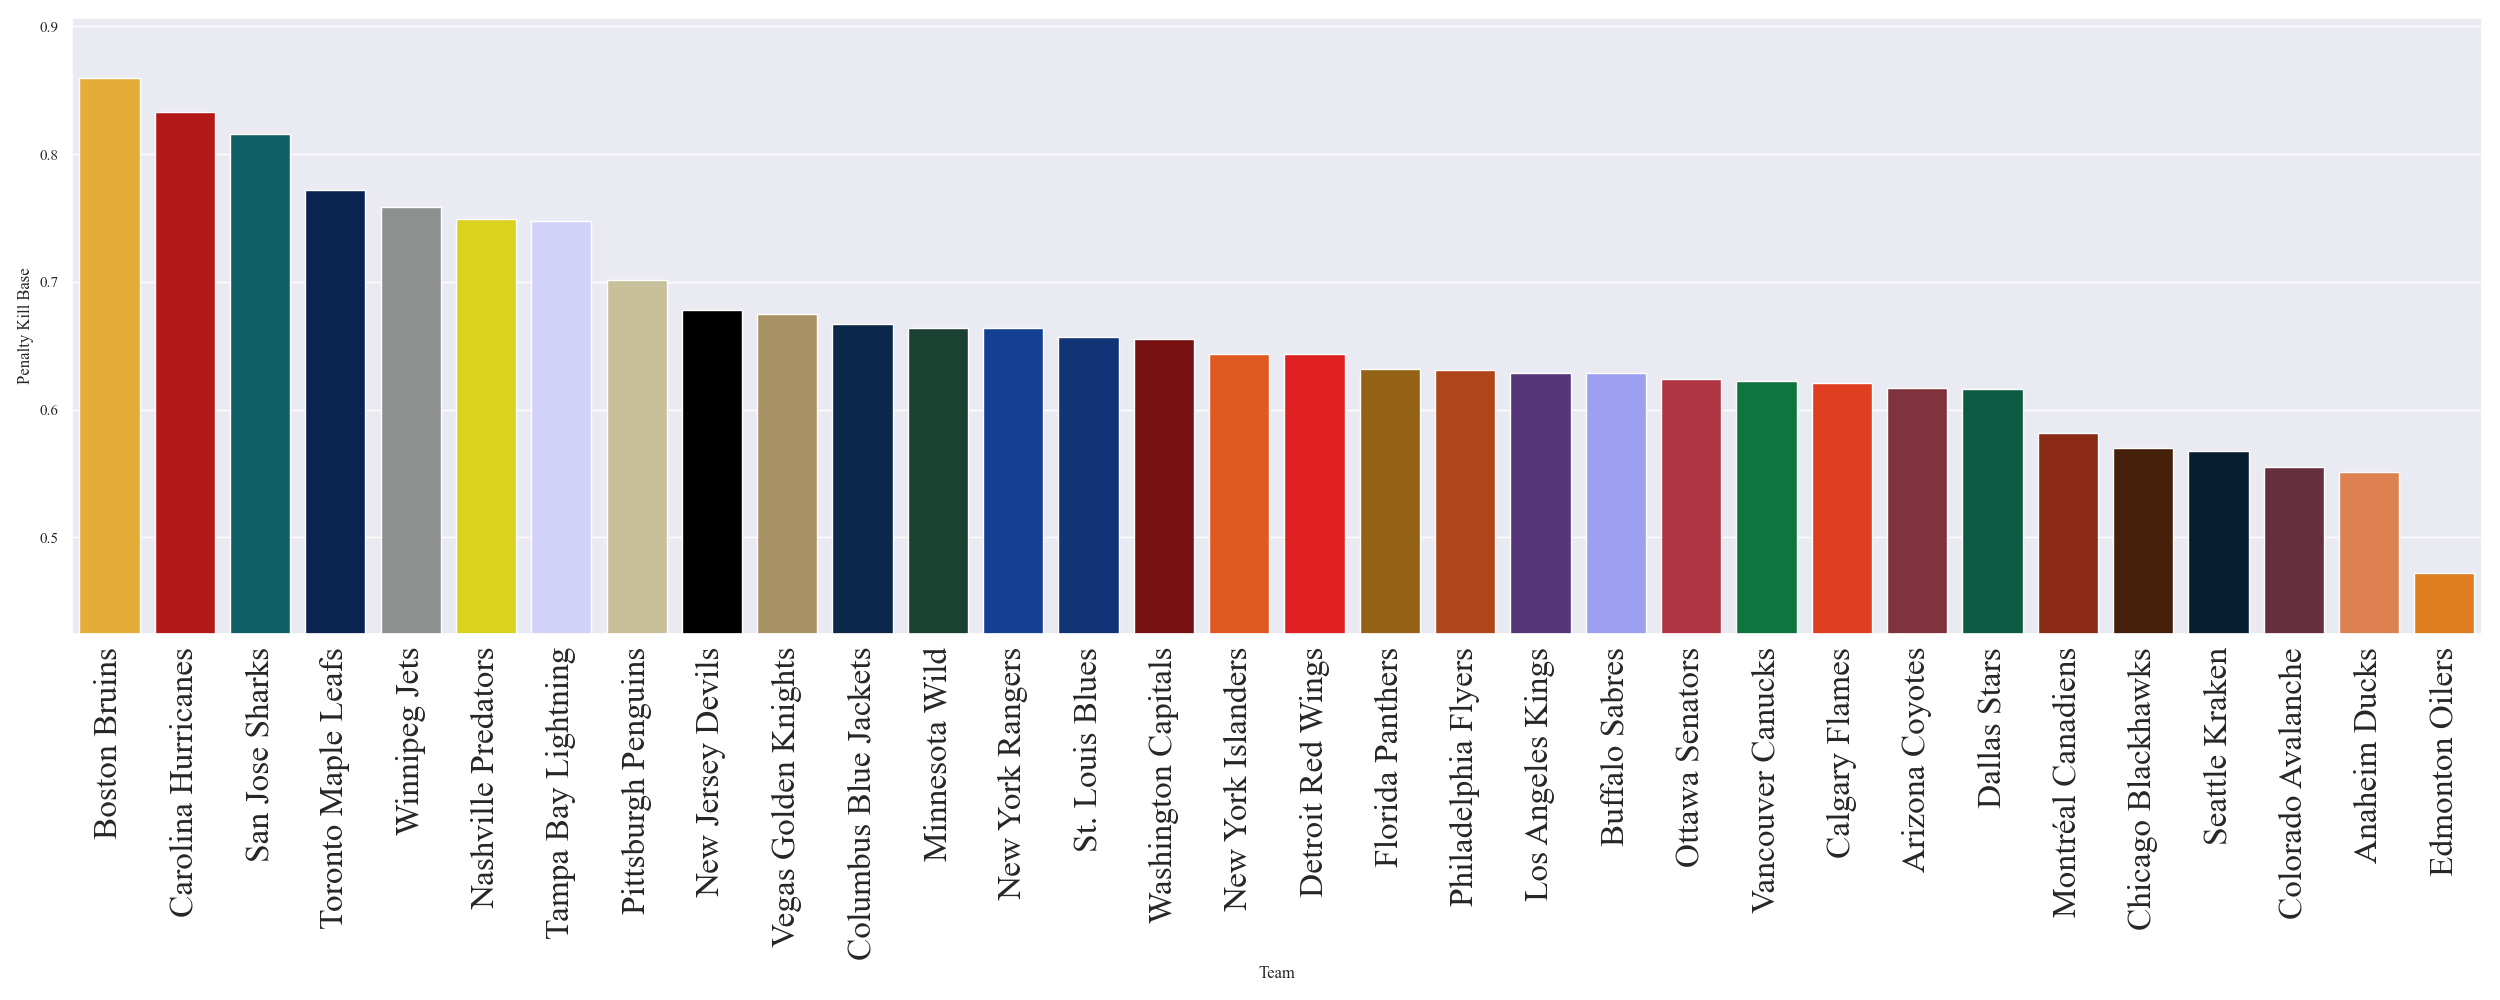 0.9
0.8
0.7
0.6
0.5
Penalty Kill Base
Boston Bruins
Carolina Hurricanes
San Jose Sharks
Toronto Maple Leafs
Winnipeg Jets
Nashville Predators
Tampa Bay Lightning
Pittsburgh Penguins
New Jersey Devils
Vegas Golden Knights
Columbus Blue Jackets
Minnesota Wild
New York Rangers
St. Louis Blues
Washington Capitals
New York Islanders
Detroit Red Wings
Florida Panthers
Philadelphia Flyers
Los Angeles Kings
Buffalo Sabres
Ottawa Senators
Vancouver Canucks
Calgary Flames
Arizona Coyotes
Dallas Stars
Montréal Canadiens
Chicago Blackhawks
Seattle Kraken
Colorado Avalanche
Anaheim Ducks
Edmonton Oilers
Team